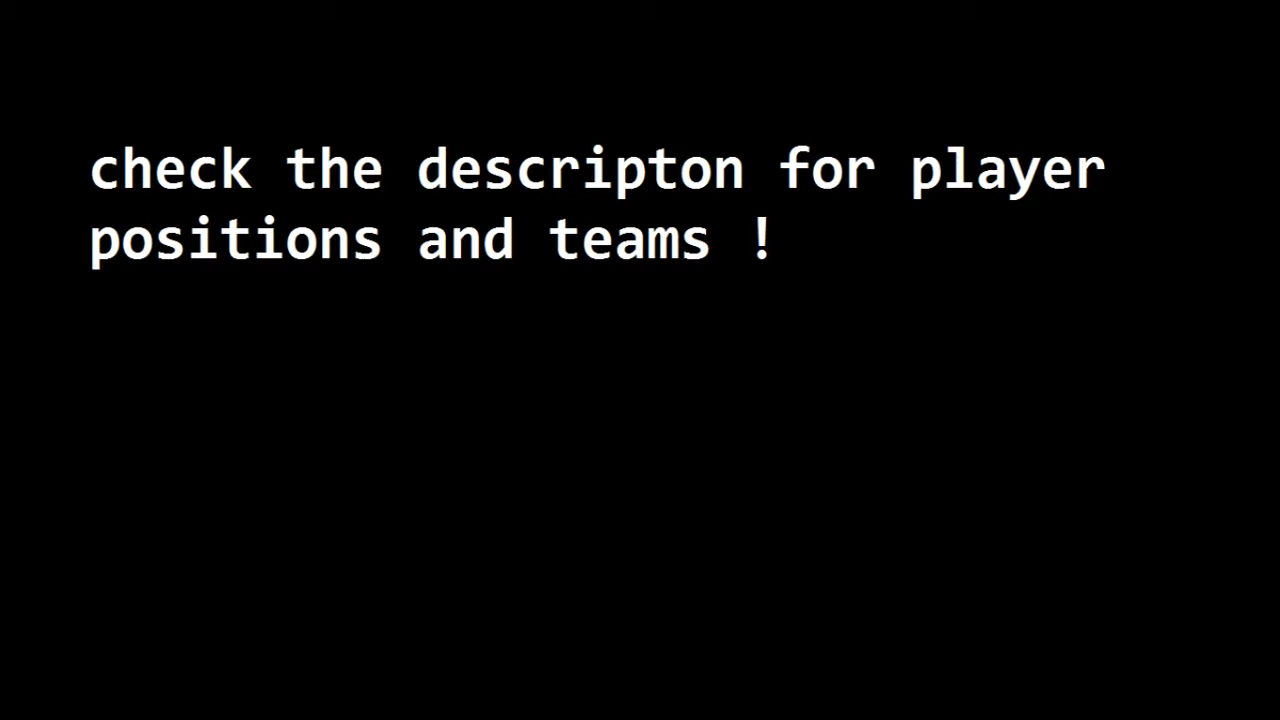 check the descripton for player
positions and teams !